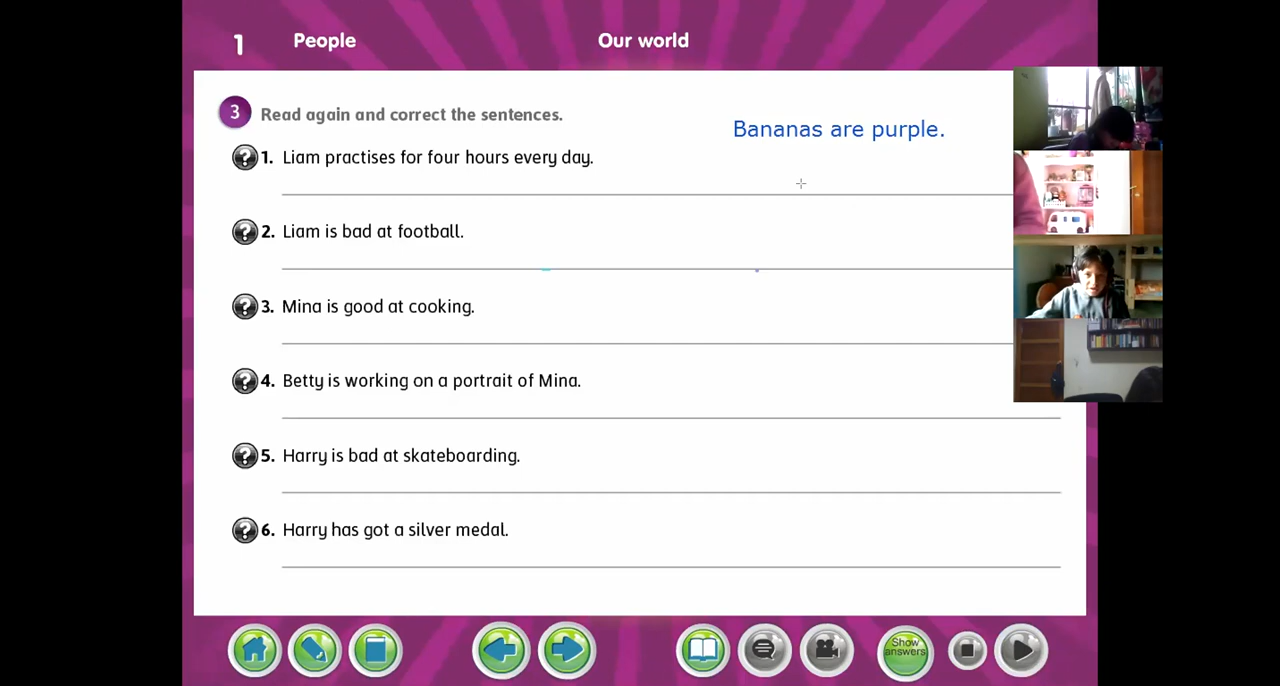 1 People Our world
3 Read again and correct the sentences.
Bananas are purple.
1. Liam practises for four hours every day.
2. Liam is bad at football.
3. Mina is good at cooking.
4. Betty is working on a portrait of Mina.
5. Harry is bad at skateboarding.
6. Harry has got a silver medal.
Show
answers